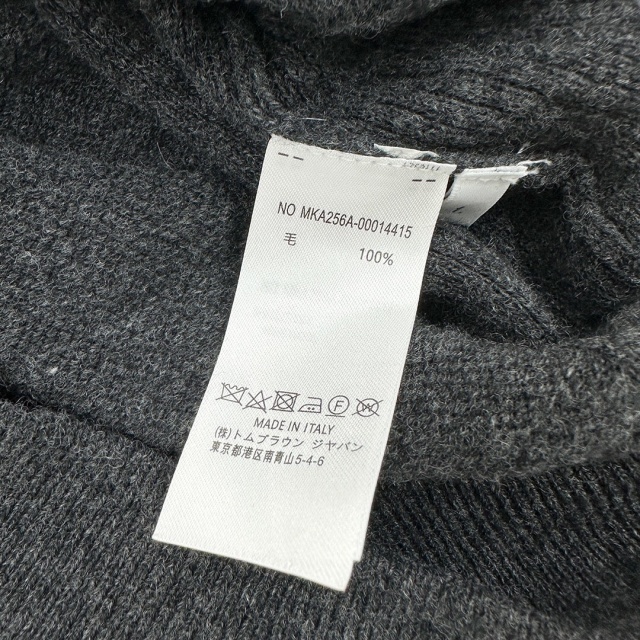 NO MKA256A-00014415
毛 100%
MADE IN ITALY
(株)トムブラウン ジャパン
東京都港区南青山5-4-6